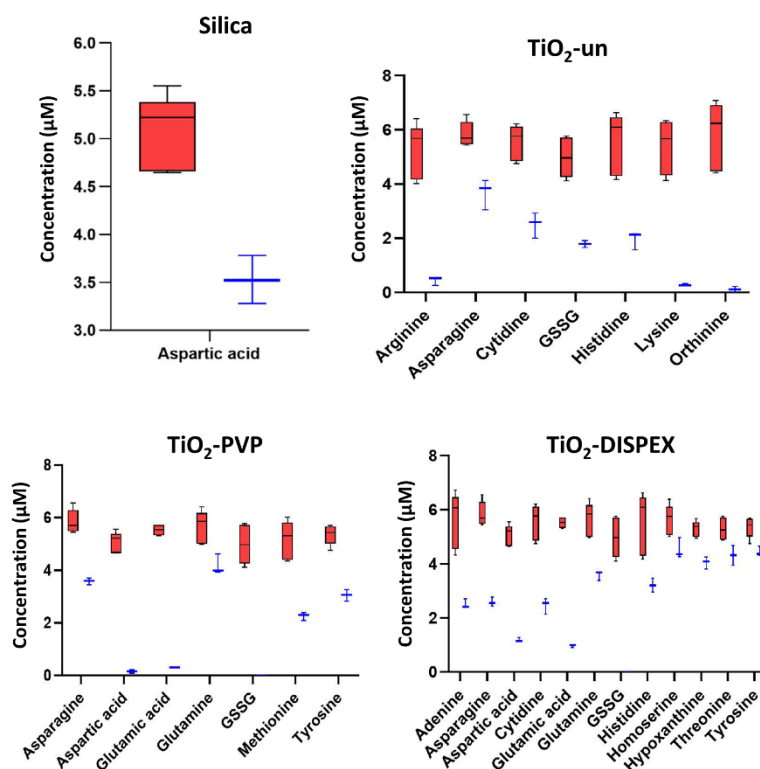 Silica
Concentration (µM)
6.0
5.5
5.0
4.5
4.0
3.5
3.0
Aspartic acid
TiO₂-un
Concentration (µM)
8
6
4
2
0
Arginine
Asparagine
Cytidine
GSSG
Histidine
Lysine
Orthinine
TiO₂-PVP
Concentration (µM)
8
6
4
2
0
Asparagine
Aspartic acid
Glutamic acid
Glutamine
GSSG
Methionine
Tyrosine
TiO₂-DISPEX
Concentration (µM)
8
6
4
2
0
Adenine
Asparagine
Aspartic acid
Cytidine
Glutamic acid
Glutamine
GSSG
Histidine
Homoserine
Hypoxanthine
Threonine
Tyrosine